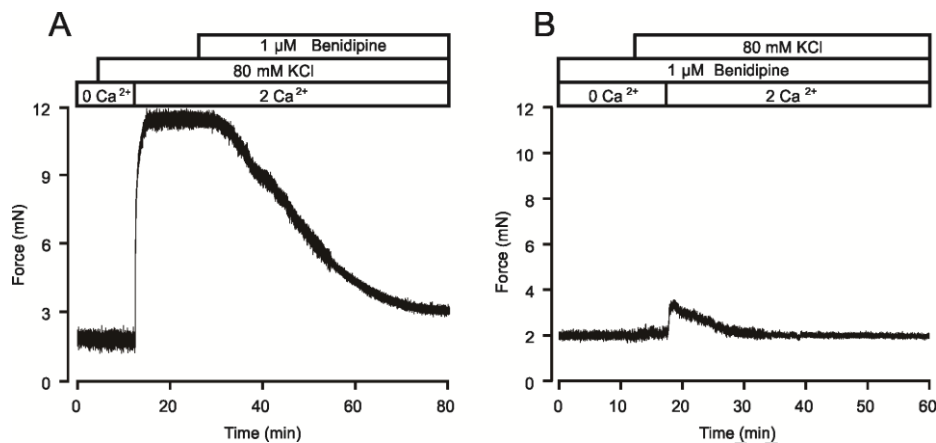 A
1 µM Benidipine
80 mM KCl
0 Ca²⁺ 2 Ca²⁺
12
9
6
3
0
Force (mN)
0 20 40 60 80
Time (min)
B
80 mM KCl
1 µM Benidipine
0 Ca²⁺ 2 Ca²⁺
12
10
8
6
4
2
0
Force (mN)
0 10 20 30 40 50 60
Time (min)